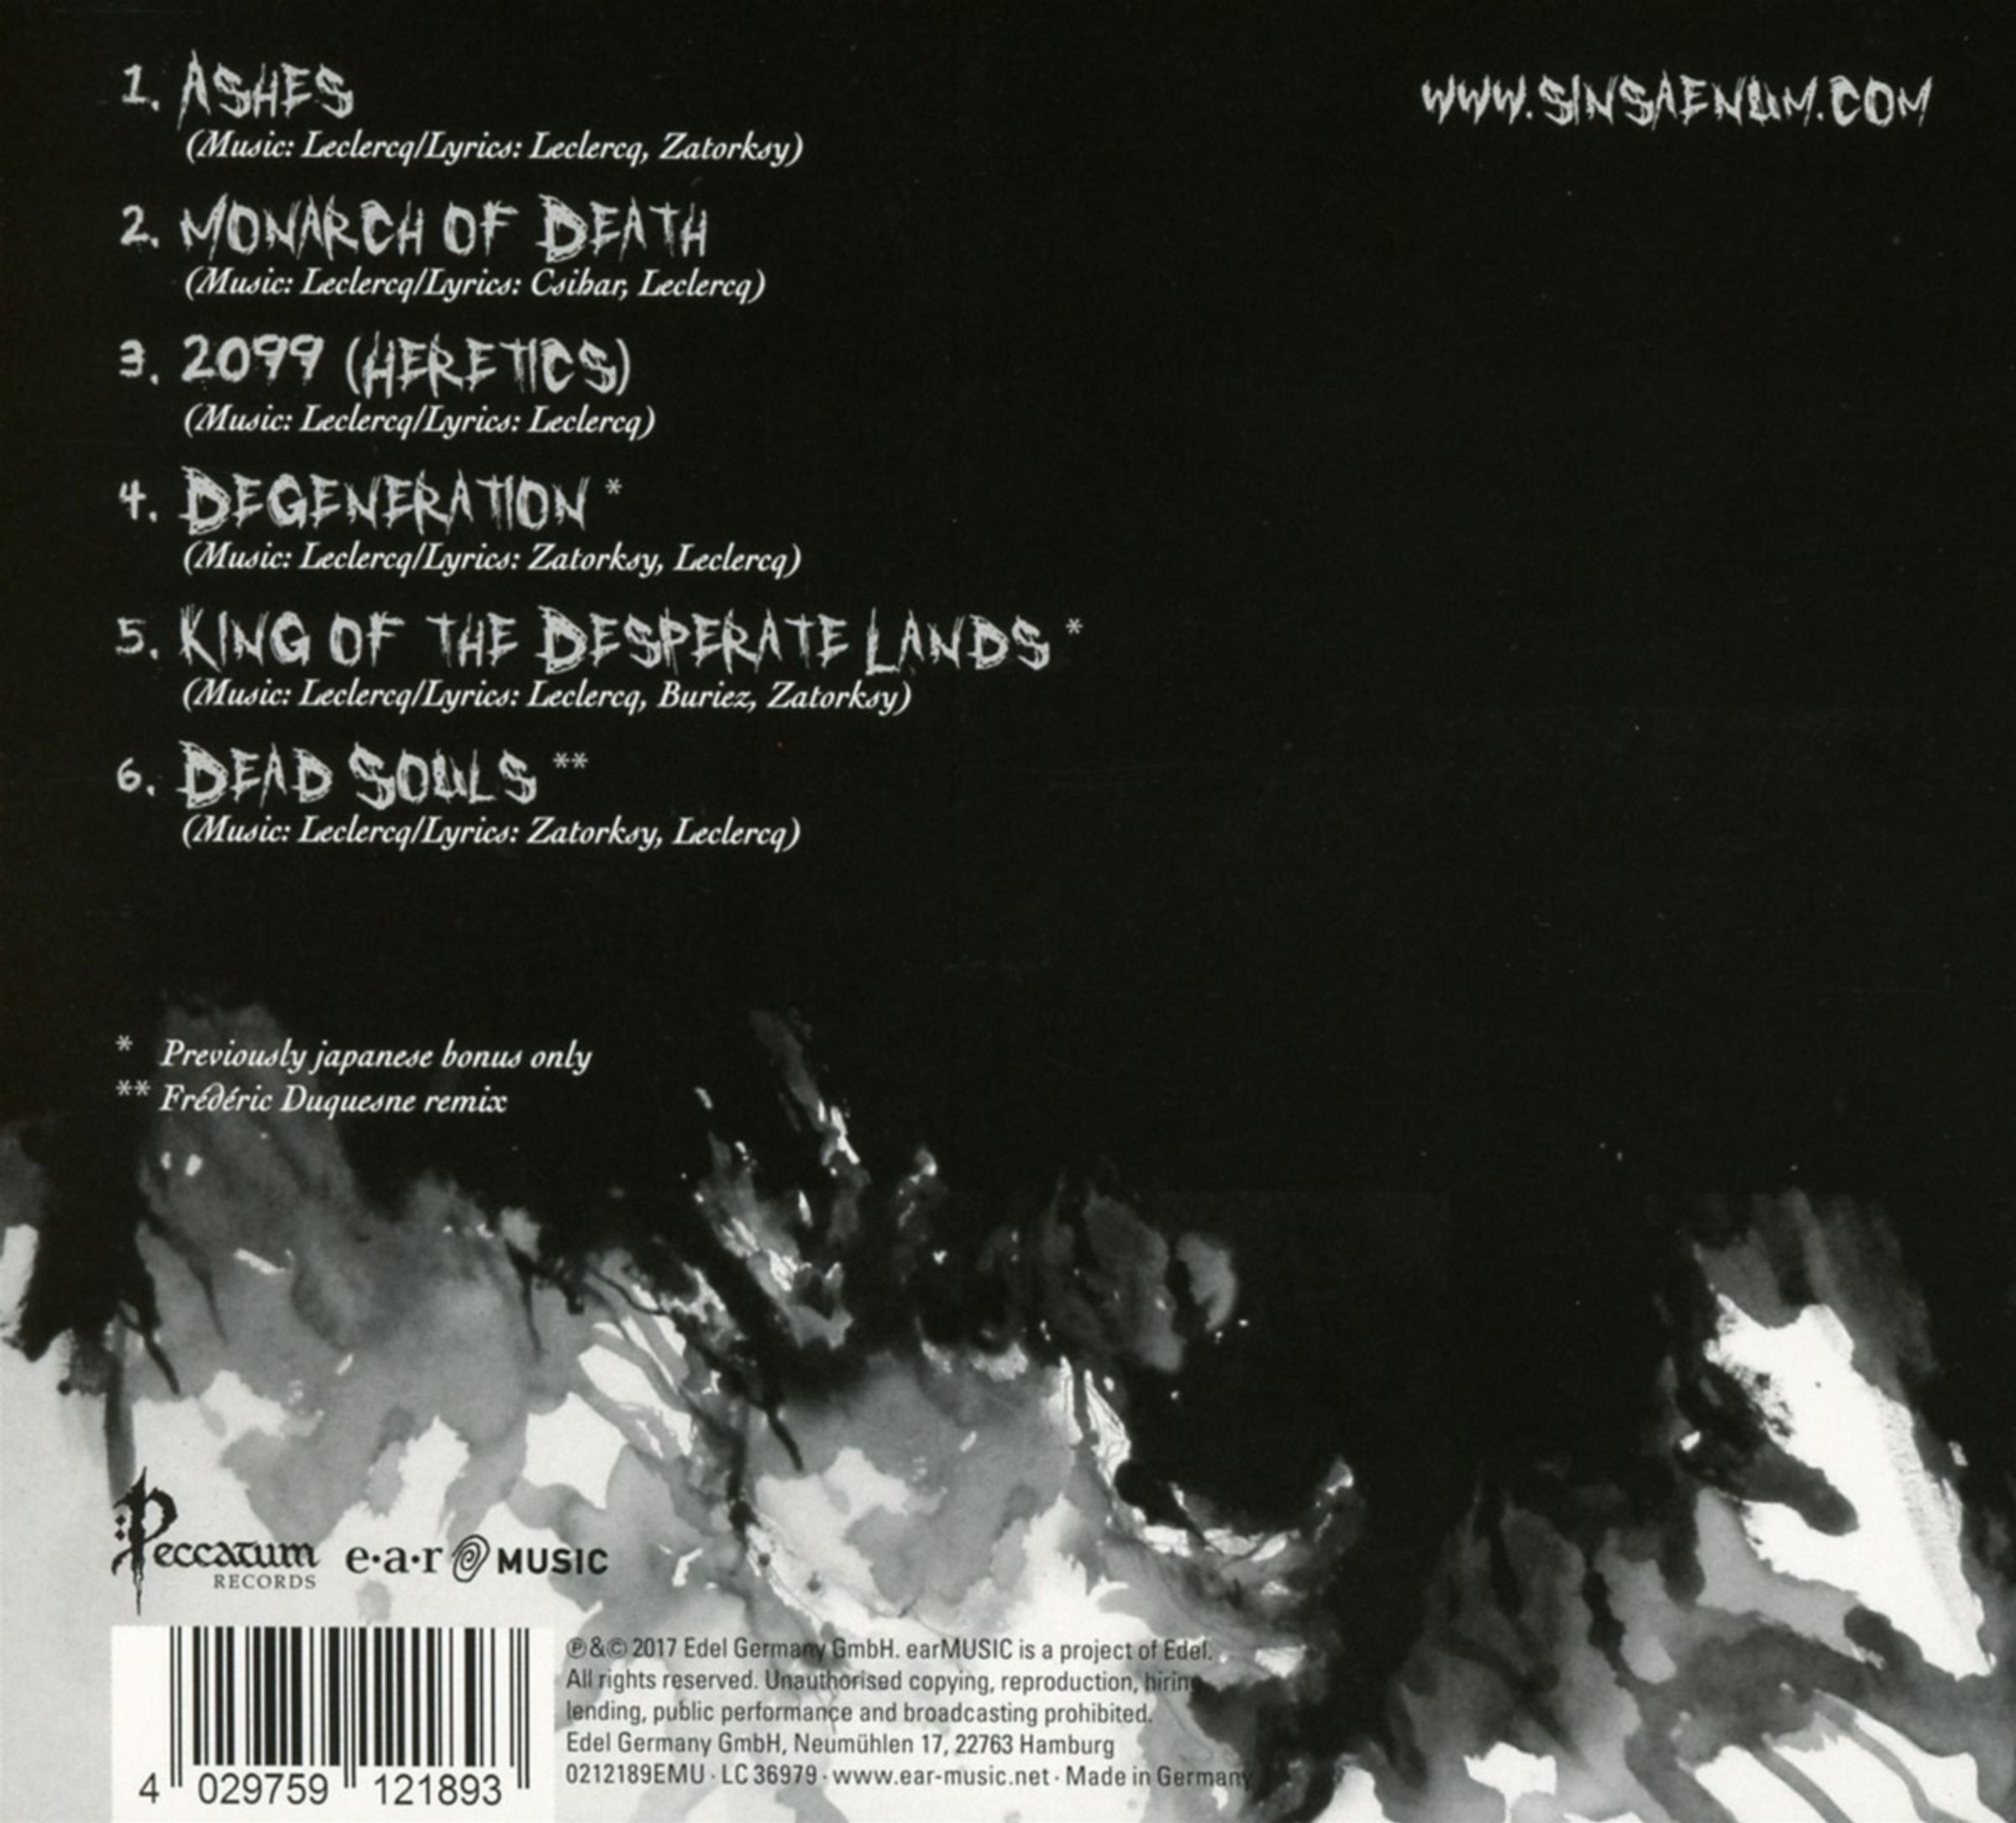 1. Ashes
www.sinsaenum.com
(Music: Leclercq/Lyrics: Leclercq, Zatorksy)
2. Monarch of Death
(Music: Leclercq/Lyrics: Csihar, Leclercq)
3. 2099 (Heretics)
(Music: Leclercq/Lyrics: Leclercq)
4. Degeneration *
(Music: Leclercq/Lyrics: Zatorksy, Leclercq)
5. King of the Desperate Lands *
(Music: Leclercq/Lyrics: Leclercq, Buriez, Zatorksy)
6. Dead Souls **
(Music: Leclercq/Lyrics: Zatorksy, Leclercq)
* Previously japanese bonus only
** Frédéric Duquesne remix
Peccatum
RECORDS
e·a·r MUSIC
℗&© 2017 Edel Germany GmbH. earMUSIC is a project of Edel.
All rights reserved. Unauthorised copying, reproduction, hiring
lending, public performance and broadcasting prohibited.
Edel Germany GmbH, Neumühlen 17, 22763 Hamburg
0212189EMU · LC 36979 · www.ear-music.net · Made in Germany
4 029759 121893